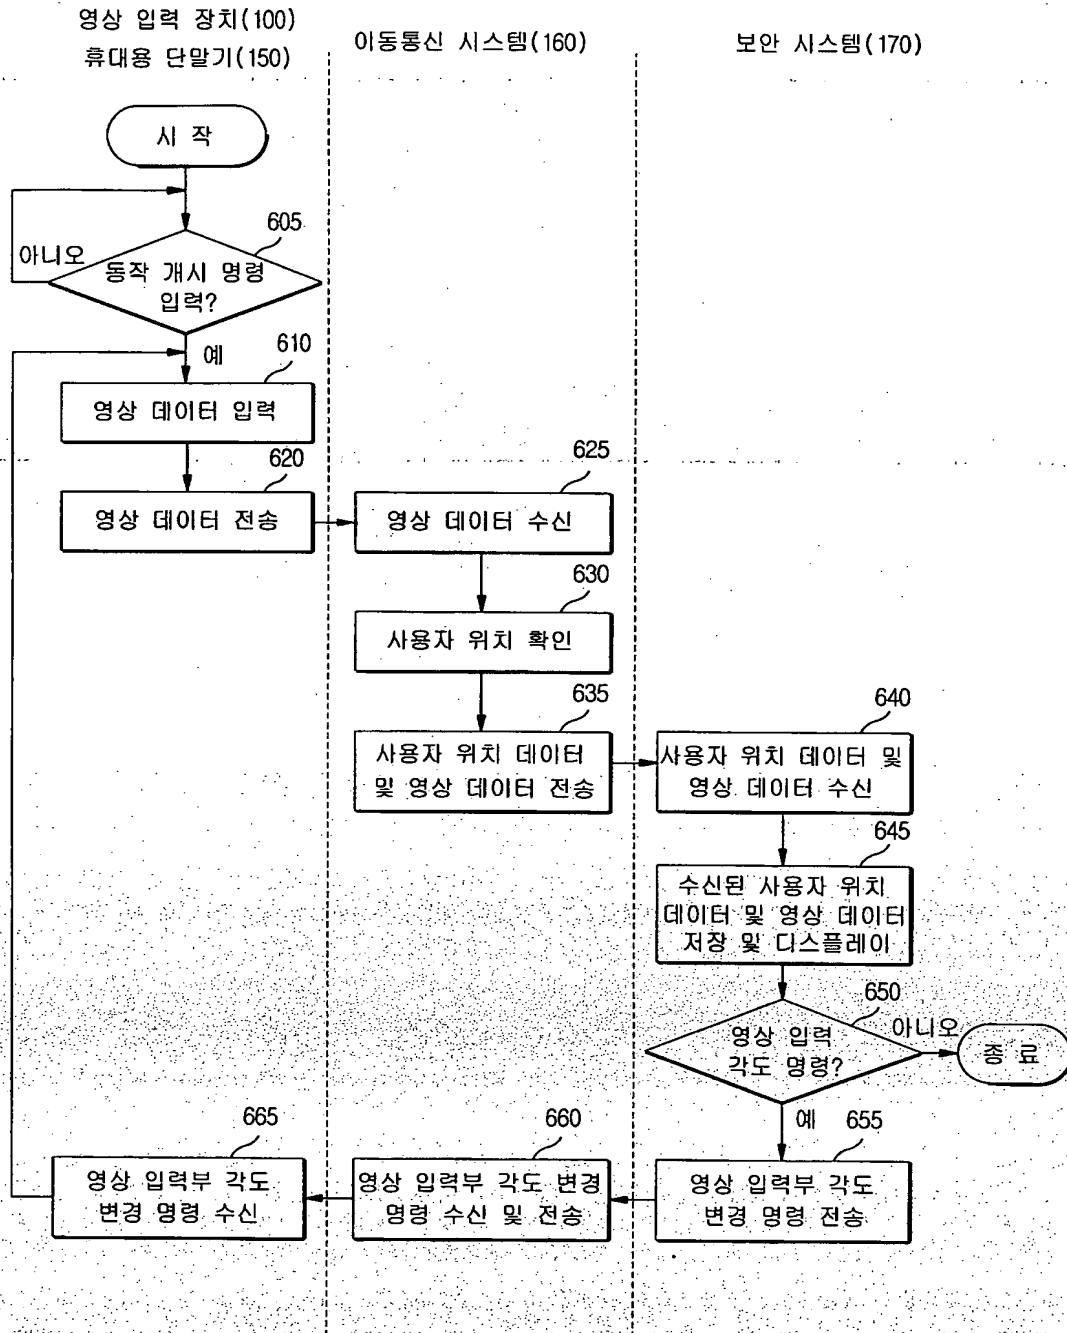 영상 입력 장치(100)
휴대용 단말기(150)
이동통신 시스템(160)
보안 시스템(170)
시 작
605
아니오
동작 개시 명령
입력?
예
610
영상 데이터 입력
620
영상 데이터 전송
625
영상 데이터 수신
630
사용자 위치 확인
635
사용자 위치 데이터
및 영상 데이터 전송
640
사용자 위치 데이터 및
영상 데이터 수신
645
수신된 사용자 위치
데이터 및 영상 데이터
저장 및 디스플레이
650
영상 입력
각도 명령?
아니오
종 료
예
655
영상 입력부 각도
변경 명령 전송
660
영상 입력부 각도 변경
명령 수신 및 전송
665
영상 입력부 각도
변경 명령 수신